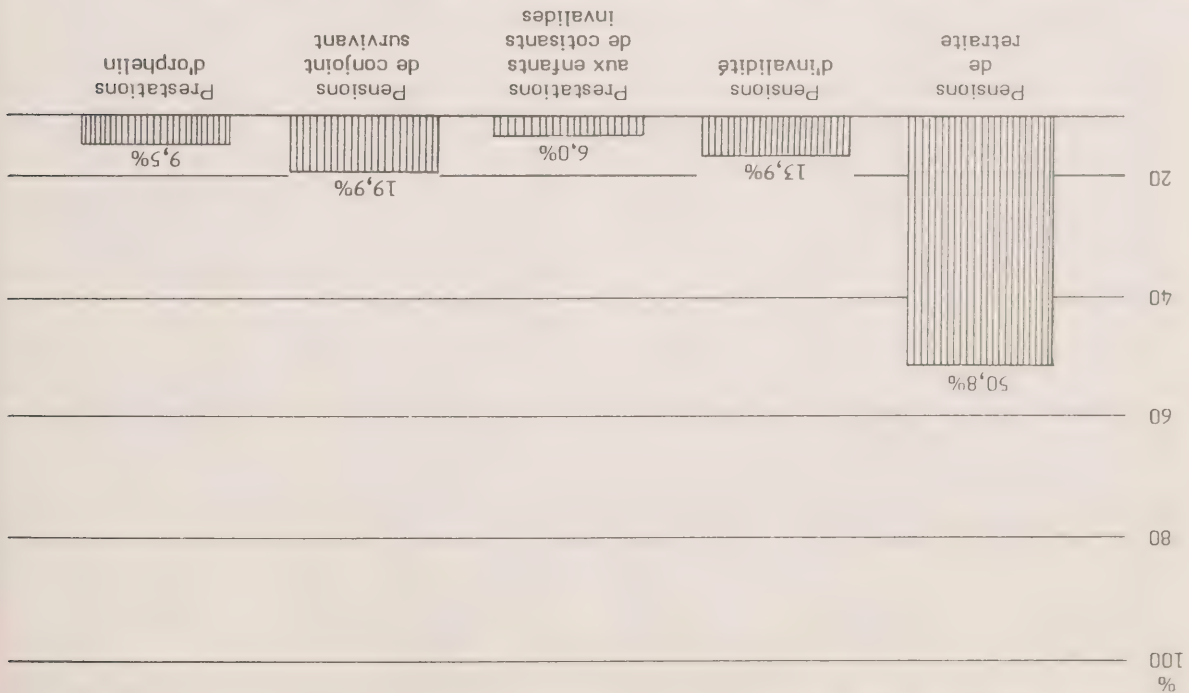 %
100
80
60
50,8%
40
20
19,9%
13,9%
9,5%
6,0%
Pensions
de
retraite
Pensions
d'invalidité
Prestations
aux enfants
de cotisants
invalides
Pensions
de conjoint
survivant
Prestations
d'orphelin